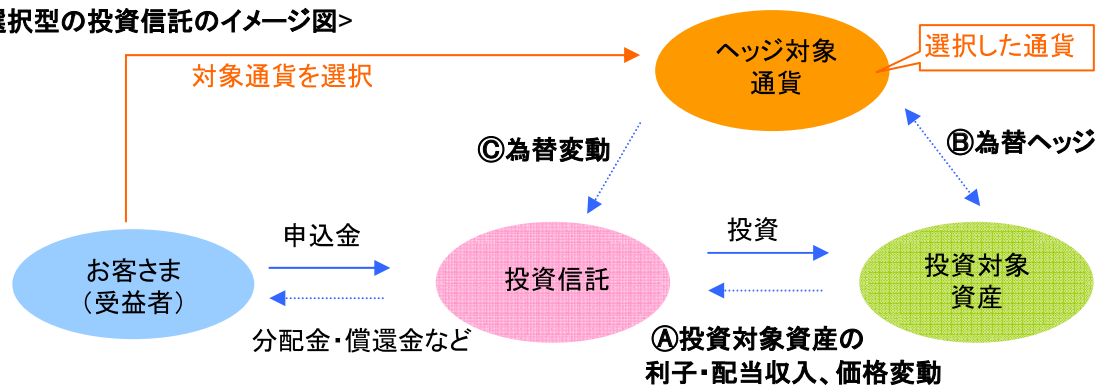 択型の投資信託のイメージ図>
ヘッジ対象
通貨
選択した通貨
対象通貨を選択
Ⓒ為替変動
Ⓑ為替ヘッジ
申込金
投資
お客さま
（受益者）
投資信託
投資対象
資産
分配金・償還金など
Ⓐ投資対象資産の
利子・配当収入、価格変動